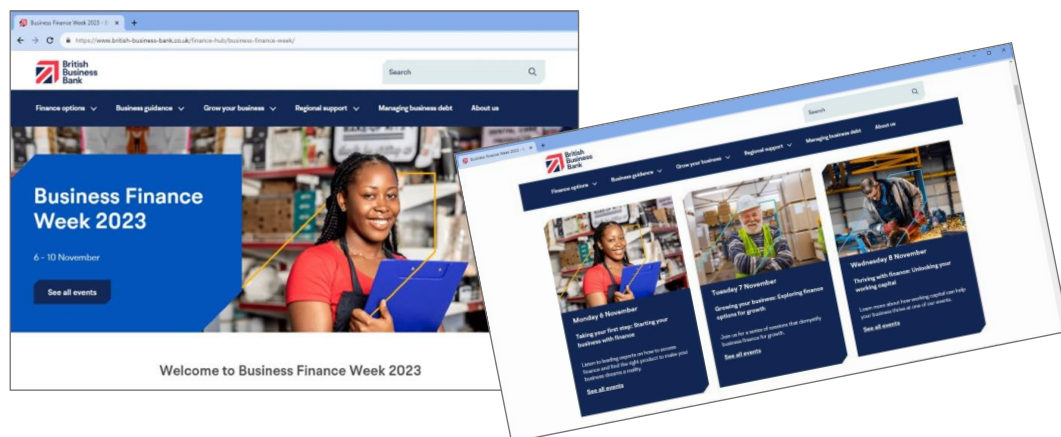 Business Finance Week 2023 -
https://www.british-business-bank.co.uk/finance-hub/business-finance-week/
British
Business
Bank
Search
Finance options
Business guidance
Grow your business
Regional support
Managing business debt
About us
MAKE-UP KITS
Business Finance
Week 2023
6 - 10 November
See all events
Welcome to Business Finance Week 2023
Business Finance Week 2023
British
Business
Bank
Search
Finance options
Business guidance
Grow your business
Regional support
Managing business debt
About us
Monday 6 November
Taking your first step: Starting your
business with finance
Listen to leading experts on how to access
finance and find the right product to make your
business dreams a reality.
See all events
Tuesday 7 November
Growing your business: Exploring finance
options for growth
Join us for a series of sessions that demystify
business finance for growth.
See all events
Wednesday 8 November
Thriving with finance: Unlocking your
working capital
Learn more about how working capital can help
your business thrive at one of our events.
See all events